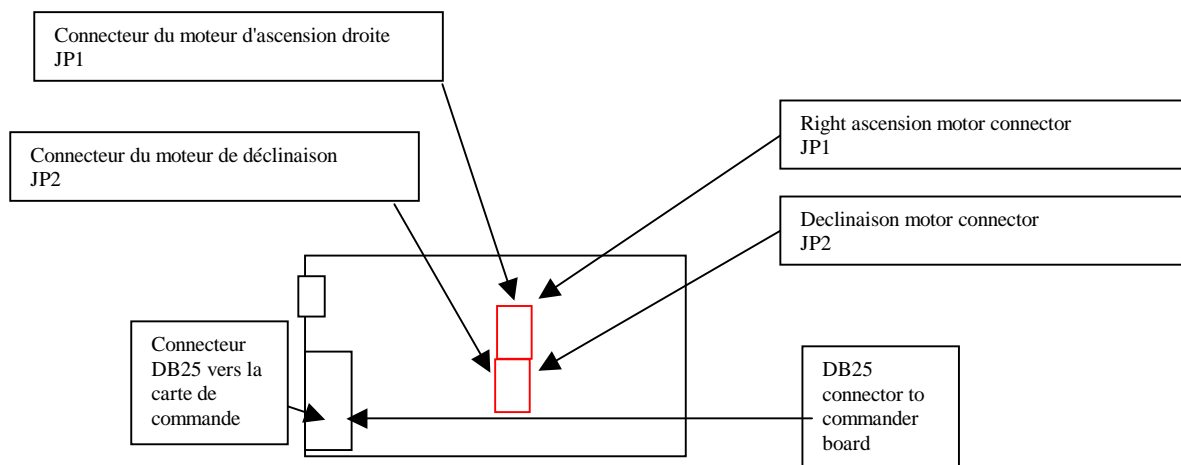 Connecteur du moteur d'ascension droite
JP1
Connecteur du moteur de déclinaison
JP2
Right ascension motor connector
JP1
Declinaison motor connector
JP2
Connecteur
DB25 vers la
carte de
commande
DB25
connector to
commander
board